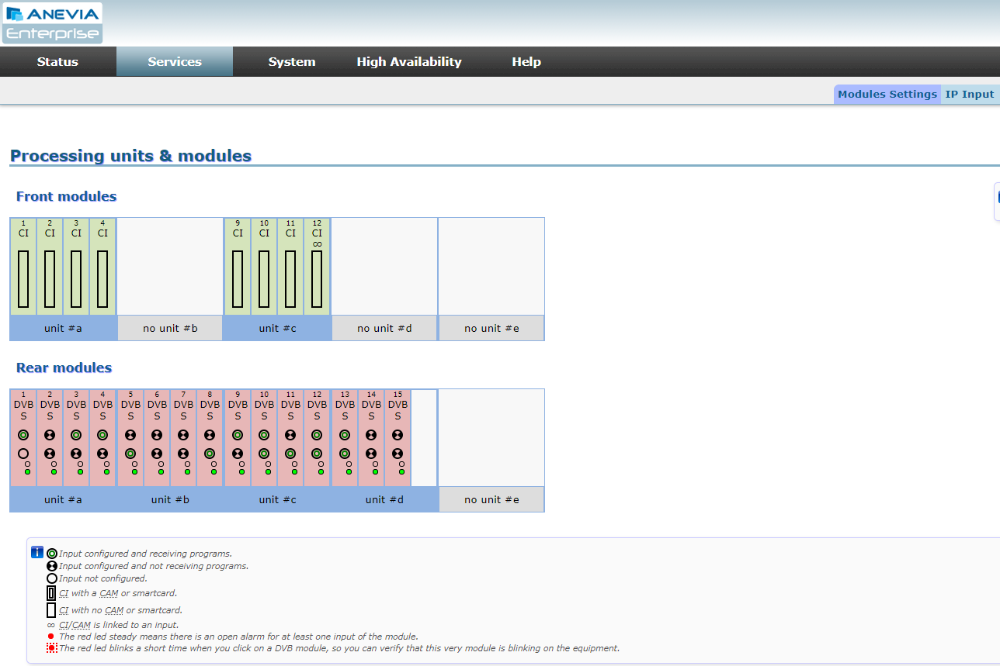 ANEVIA
Enterprise
Status Services System High Availability Help
Modules Settings IP Input
Processing units & modules
Front modules
1 2 3 4 9 10 11 12
CI CI CI CI CI CI CI CI
∞
unit #a no unit #b unit #c no unit #d no unit #e
Rear modules
1 2 3 4 5 6 7 8 9 10 11 12 13 14 15
DVB DVB DVB DVB DVB DVB DVB DVB DVB DVB DVB DVB DVB DVB DVB
S S S S S S S S S S S S S S S
unit #a unit #b unit #c unit #d no unit #e
i Input configured and receiving programs.
Input configured and not receiving programs.
Input not configured.
CI with a CAM or smartcard.
CI with no CAM or smartcard.
∞ CI/CAM is linked to an input.
The red led steady means there is an open alarm for at least one input of the module.
The red led blinks a short time when you click on a DVB module, so you can verify that this very module is blinking on the equipment.